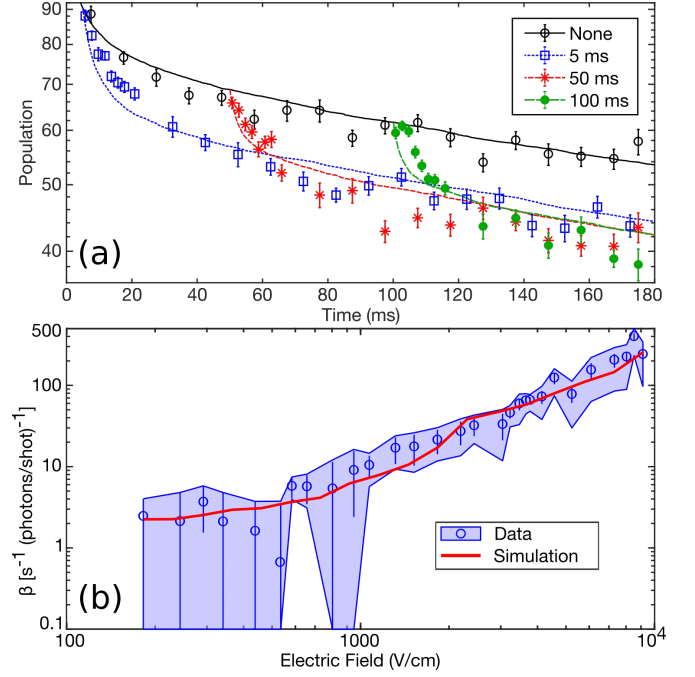 90
80
70
60
50
40
Population
(a)
None
5 ms
50 ms
100 ms
0 20 40 60 80 100 120 140 160 180
Time (ms)
500
100
10
1
0.1
β [s⁻¹ (photons/shot)⁻¹]
(b)
Data
Simulation
100 1000 10⁴
Electric Field (V/cm)